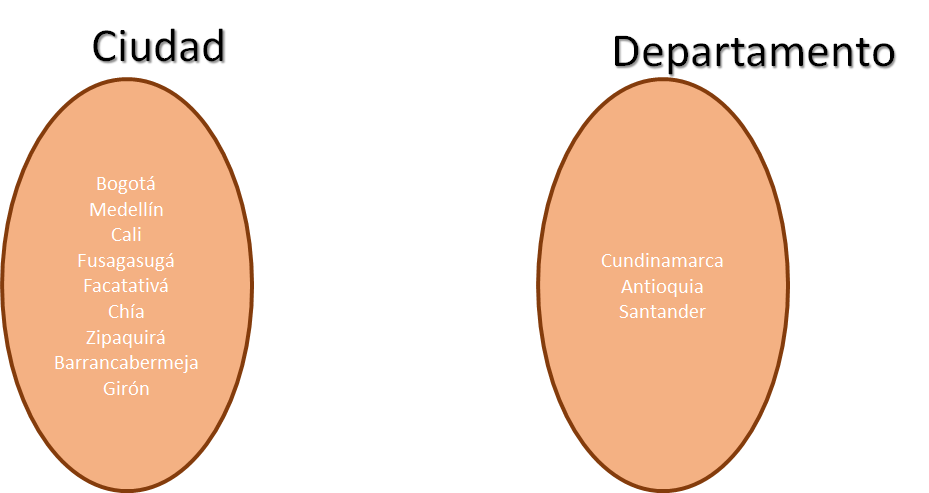 Ciudad
Departamento
Bogotá
Medellín
Cali
Fusagasugá
Facatativá
Chía
Zipaquirá
Barrancabermeja
Girón
Cundinamarca
Antioquia
Santander